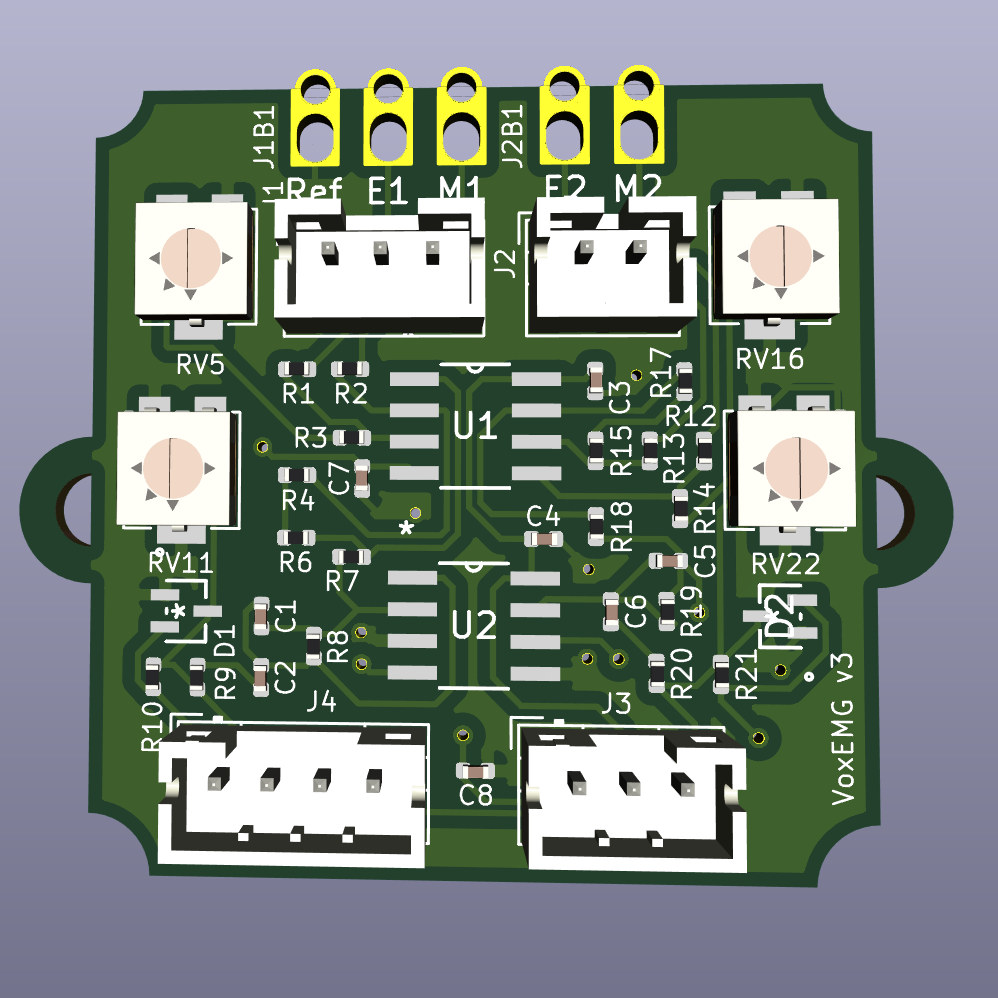 J1B1
J2B1
Ref E1 M1 E2 M2
J1
J2
RV5
RV16
R1 R2
C3
R17
R12
U1
R3
C7
R15
R13
R4
R14
C4
R18
*
R6
R7
C5
RV11
RV22
*
D1
C1
R8
U2
C6
R19
*
D2
R9
C2
R20
R21
R10
J4
J3
C8
VoxEMG v3